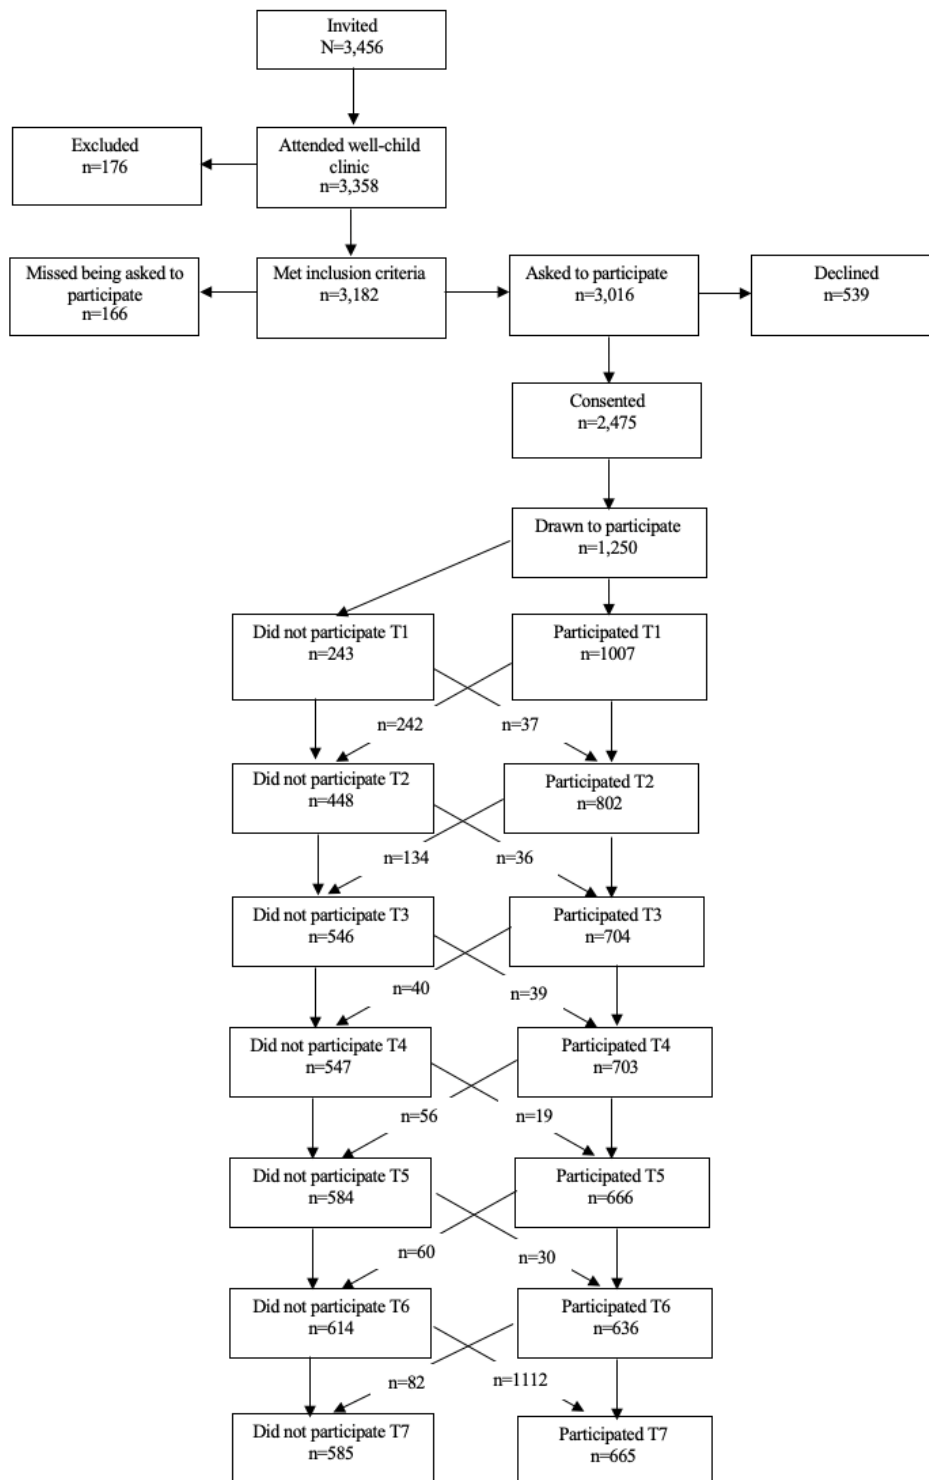 Invited
N=3,456
Excluded
n=176
Attended well-child
clinic
n=3,358
Missed being asked to
participate
n=166
Met inclusion criteria
n=3,182
Asked to participate
n=3,016
Declined
n=539
Consented
n=2,475
Drawn to participate
n=1,250
Did not participate T1
n=243
Participated T1
n=1007
n=242
n=37
Did not participate T2
n=448
Participated T2
n=802
n=134
n=36
Did not participate T3
n=546
Participated T3
n=704
n=40
n=39
Did not participate T4
n=547
Participated T4
n=703
n=56
n=19
Did not participate T5
n=584
Participated T5
n=666
n=60
n=30
Did not participate T6
n=614
Participated T6
n=636
n=82
n=1112
Did not participate T7
n=585
Participated T7
n=665